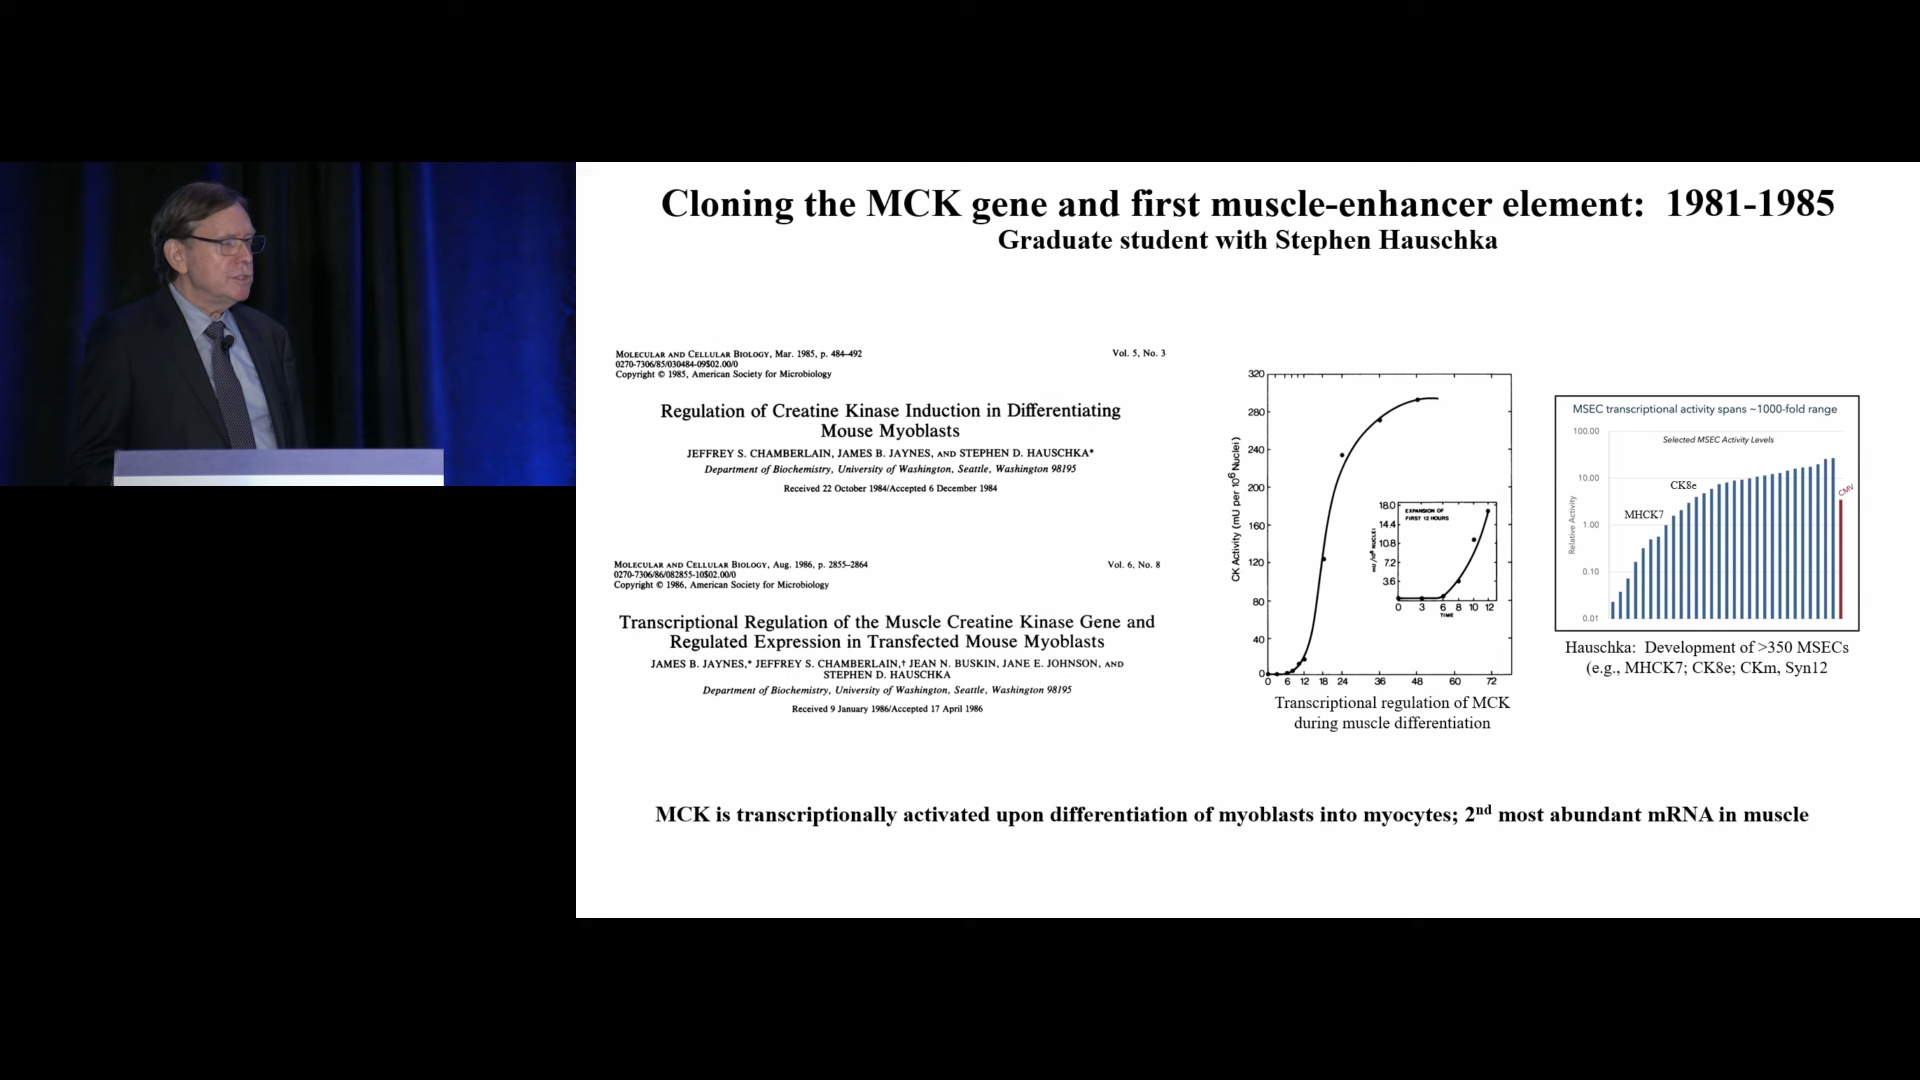 Cloning the MCK gene and first muscle-enhancer element: 1981-1985
Graduate student with Stephen Hauschka
MOLECULAR AND CELLULAR BIOLOGY, Mar. 1985, p. 484–492
Vol. 5, No. 3
0270-7306/85/030484-09$02.00/0
Copyright © 1985, American Society for Microbiology
Regulation of Creatine Kinase Induction in Differentiating
Mouse Myoblasts
JEFFREY S. CHAMBERLAIN, JAMES B. JAYNES, AND STEPHEN D. HAUSCHKA*
Department of Biochemistry, University of Washington, Seattle, Washington 98195
Received 22 October 1984/Accepted 6 December 1984
MOLECULAR AND CELLULAR BIOLOGY, Aug. 1986, p. 2855–2864
Vol. 6, No. 8
0270-7306/86/082855-10$02.00/0
Copyright © 1986, American Society for Microbiology
Transcriptional Regulation of the Muscle Creatine Kinase Gene and
Regulated Expression in Transfected Mouse Myoblasts
JAMES B. JAYNES,* JEFFREY S. CHAMBERLAIN,† JEAN N. BUSKIN, JANE E. JOHNSON, AND
STEPHEN D. HAUSCHKA
Department of Biochemistry, University of Washington, Seattle, Washington 98195
Received 9 January 1986/Accepted 17 April 1986
CK Activity (mU per 10⁶ Nuclei)
320
280
240
200
160
120
80
40
0
0 6 12 18 24 36 48 60 72
EXPANSION OF
FIRST 12 HOURS
mU/10⁶ NUCLEI
18.0
14.4
10.8
7.2
3.6
0 3 6 8 10 12
TIME
Transcriptional regulation of MCK
during muscle differentiation
MSEC transcriptional activity spans ~1000-fold range
Selected MSEC Activity Levels
Relative Activity
100.00
10.00
1.00
0.10
0.01
CK8e
MHCK7
CMV
Hauschka: Development of >350 MSECs
(e.g., MHCK7; CK8e; CKm, Syn12
MCK is transcriptionally activated upon differentiation of myoblasts into myocytes; 2nd most abundant mRNA in muscle